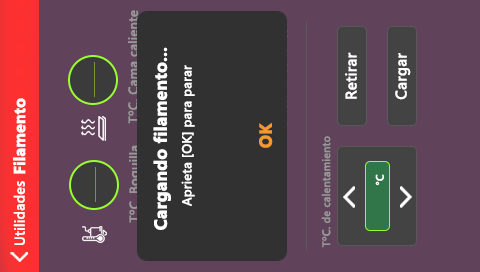 Utilidades Filamento
T°C. Boquilla
T°C. Cama caliente
Cargando filamento...
Aprieta [OK] para parar
OK
T°C. de calentamiento
°C
Retirar
Cargar